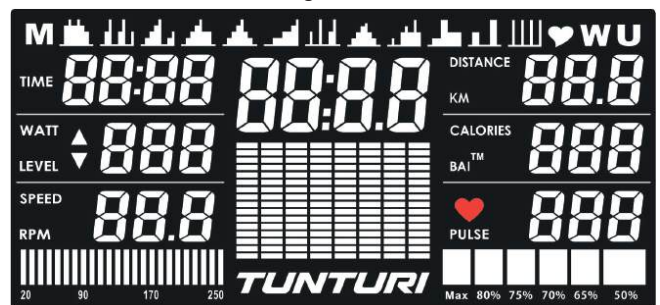 M W U
TIME 88:88
88:8.8
DISTANCE
KM 88.8
WATT
LEVEL 888
CALORIES
BAI™ 888
SPEED
RPM 88.8
PULSE 888
20 90 170 250
TUNTURI
Max 80% 75% 70% 65% 50%